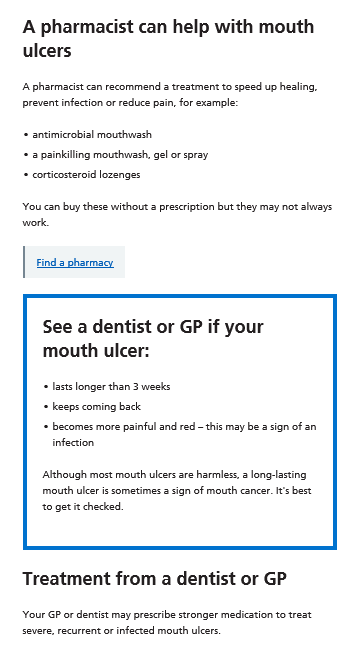 A pharmacist can help with mouth
ulcers
A pharmacist can recommend a treatment to speed up healing,
prevent infection or reduce pain, for example:
• antimicrobial mouthwash
• a painkilling mouthwash, gel or spray
• corticosteroid lozenges
You can buy these without a prescription but they may not always
work.
Find a pharmacy
See a dentist or GP if your
mouth ulcer:
• lasts longer than 3 weeks
• keeps coming back
• becomes more painful and red – this may be a sign of an
infection
Although most mouth ulcers are harmless, a long-lasting
mouth ulcer is sometimes a sign of mouth cancer. It's best
to get it checked.
Treatment from a dentist or GP
Your GP or dentist may prescribe stronger medication to treat
severe, recurrent or infected mouth ulcers.